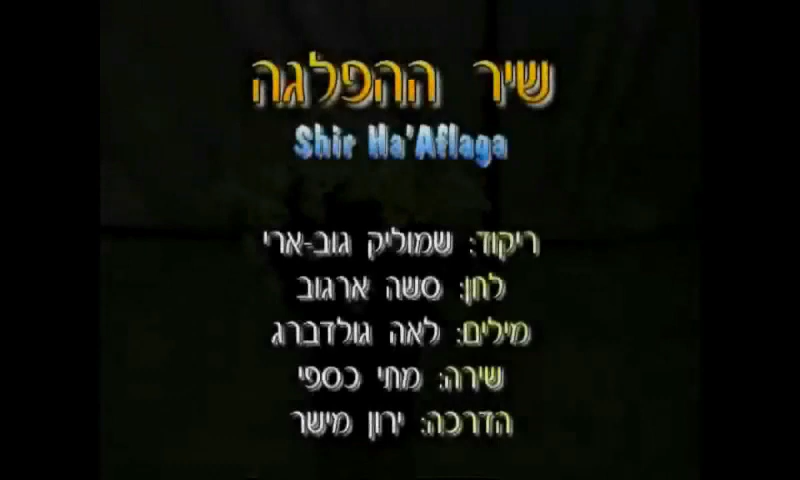 שיר ההפלגה
Shir Ha'Aflaga
ריקוד: שמוליק גוב-ארי
לחן: סשה ארגוב
מילים: לאה גולדברג
שירה: מתי כספי
הדרכה: ירון מישר